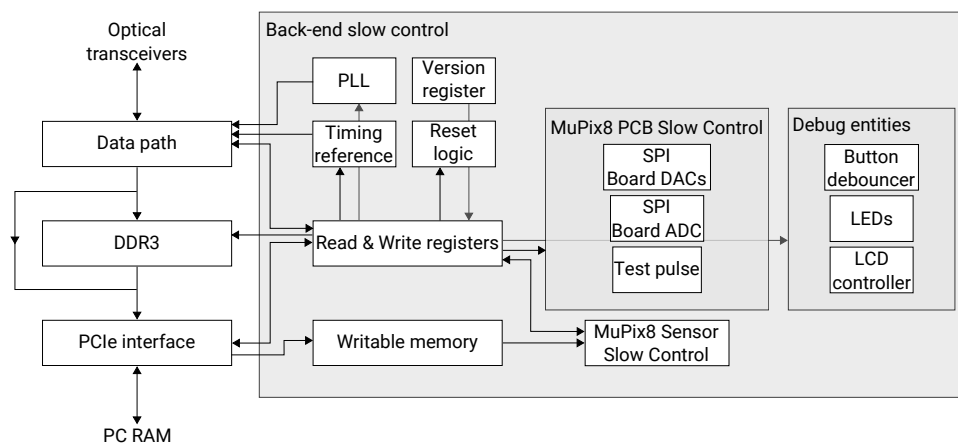 Optical
transceivers
Back-end slow control
PLL
Version
register
Data path
Timing
reference
Reset
logic
MuPix8 PCB Slow Control
SPI
Board DACs
SPI
Board ADC
Test pulse
Debug entities
Button
debouncer
LEDs
LCD
controller
DDR3
Read & Write registers
PCIe interface
Writable memory
MuPix8 Sensor
Slow Control
PC RAM